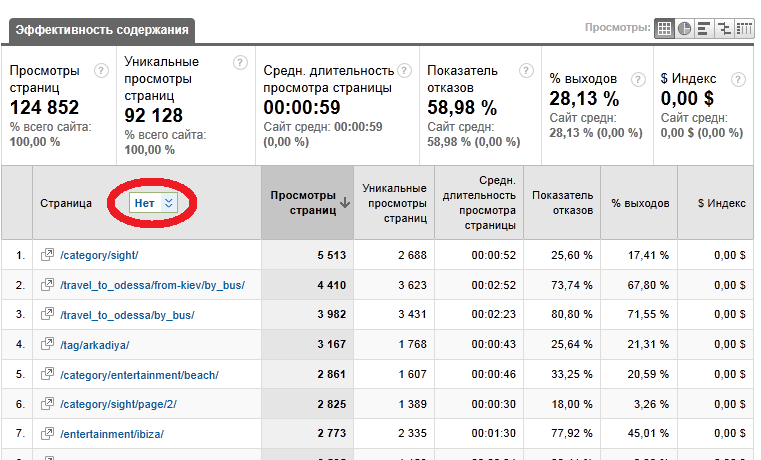 Эффективность содержания
Просмотры:
Просмотры страниц ?
124 852
% всего сайта:
100,00 %
Уникальные просмотры страниц ?
92 128
% всего сайта:
100,00 %
Средн. длительность просмотра страницы ?
00:00:59
Сайт средн: 00:00:59
(0,00 %)
Показатель отказов ?
58,98 %
Сайт средн:
58,98 % (0,00 %)
% выходов ?
28,13 %
Сайт средн:
28,13 % (0,00 %)
$ Индекс ?
0,00 $
Сайт средн:
0,00 $ (0,00 %)
Страница Нет Просмотры страниц Уникальные просмотры страниц Средн. длительность просмотра страницы Показатель отказов % выходов $ Индекс
1. /category/sight/ 5 513 2 688 00:00:52 25,60 % 17,41 % 0,00 $
2. /travel_to_odessa/from-kiev/by_bus/ 4 410 3 623 00:02:52 73,74 % 67,80 % 0,00 $
3. /travel_to_odessa/by_bus/ 3 982 3 431 00:02:23 80,80 % 71,55 % 0,00 $
4. /tag/arkadiya/ 3 167 1 768 00:00:43 25,64 % 21,31 % 0,00 $
5. /category/entertainment/beach/ 2 861 1 607 00:00:46 33,25 % 20,59 % 0,00 $
6. /category/sight/page/2/ 2 825 1 389 00:00:30 18,00 % 3,26 % 0,00 $
7. /entertainment/ibiza/ 2 773 2 335 00:01:30 77,92 % 45,01 % 0,00 $